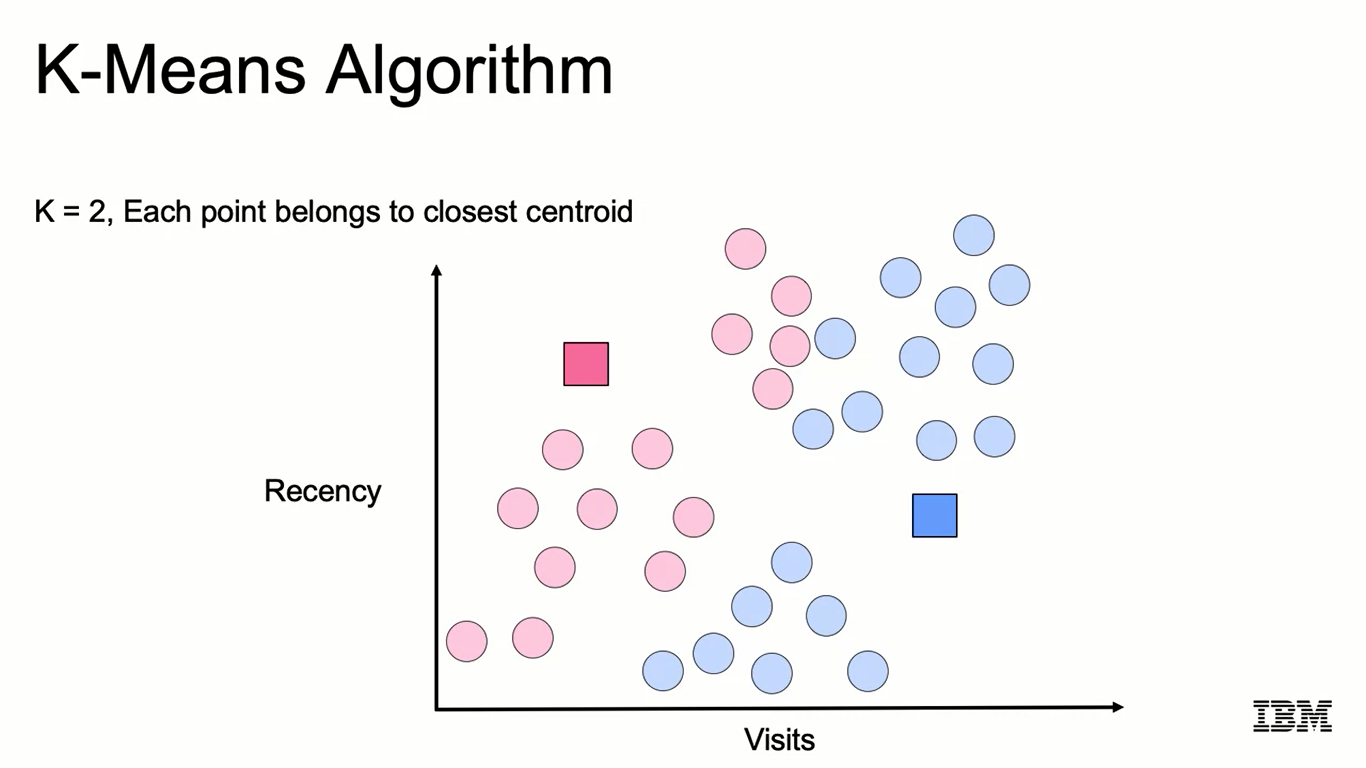 K-Means Algorithm
K = 2, Each point belongs to closest centroid
Recency
Visits
IBM